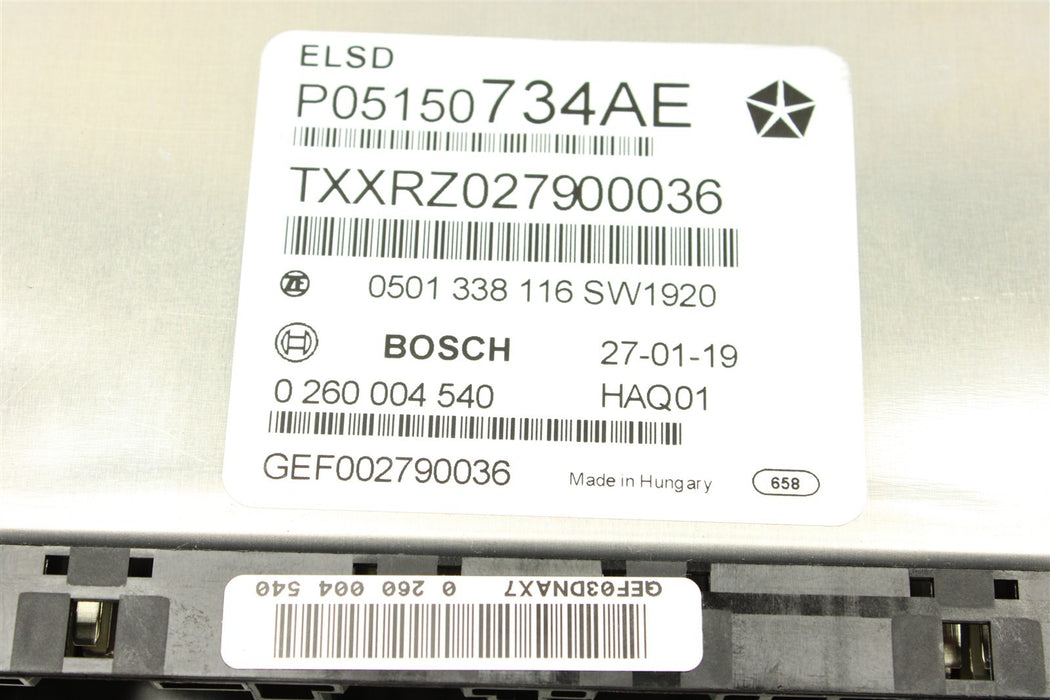 ELSD
P05150734AE
TXXRZ027900036
ZF 0501 338 116 SW1920
BOSCH 27-01-19
0 260 004 540 HAQ01
GEF002790036 Made in Hungary 658
GEF03DNAX7 0 260 004 540